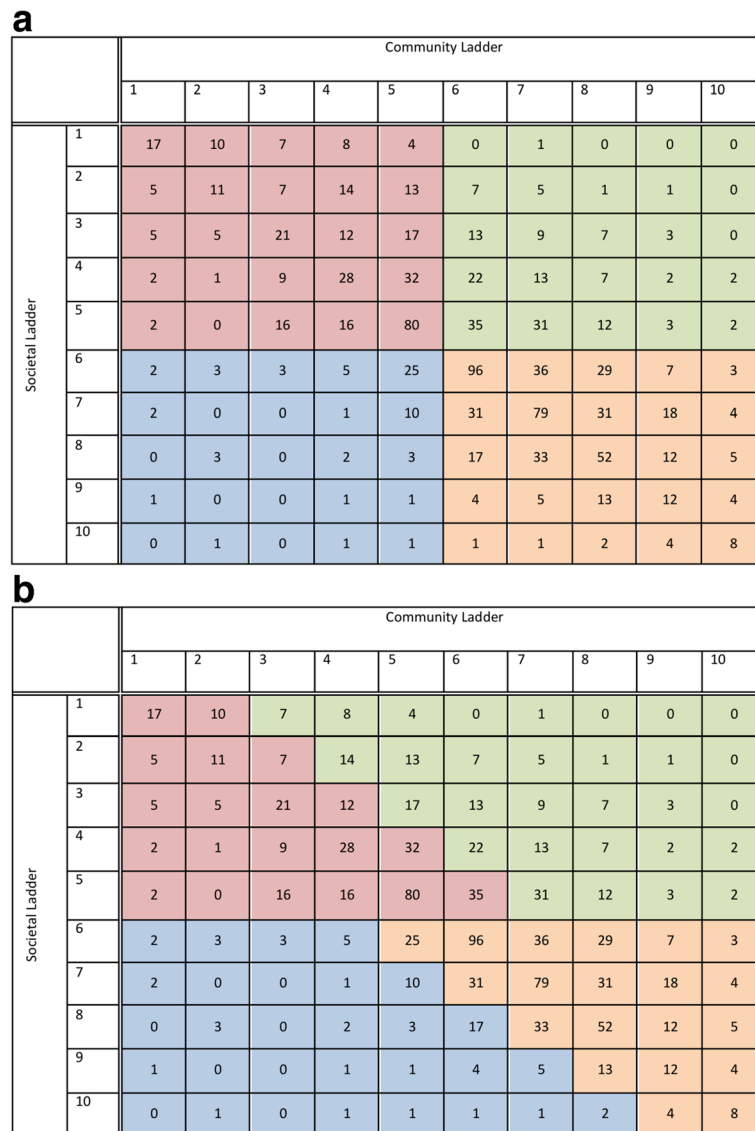 a
Community Ladder
1 2 3 4 5 6 7 8 9 10
Societal Ladder
1 17 10 7 8 4 0 1 0 0 0
2 5 11 7 14 13 7 5 1 1 0
3 5 5 21 12 17 13 9 7 3 0
4 2 1 9 28 32 22 13 7 2 2
5 2 0 16 16 80 35 31 12 3 2
6 2 3 3 5 25 96 36 29 7 3
7 2 0 0 1 10 31 79 31 18 4
8 0 3 0 2 3 17 33 52 12 5
9 1 0 0 1 1 4 5 13 12 4
10 0 1 0 1 1 1 1 2 4 8
b
Community Ladder
1 2 3 4 5 6 7 8 9 10
Societal Ladder
1 17 10 7 8 4 0 1 0 0 0
2 5 11 7 14 13 7 5 1 1 0
3 5 5 21 12 17 13 9 7 3 0
4 2 1 9 28 32 22 13 7 2 2
5 2 0 16 16 80 35 31 12 3 2
6 2 3 3 5 25 96 36 29 7 3
7 2 0 0 1 10 31 79 31 18 4
8 0 3 0 2 3 17 33 52 12 5
9 1 0 0 1 1 4 5 13 12 4
10 0 1 0 1 1 1 1 2 4 8